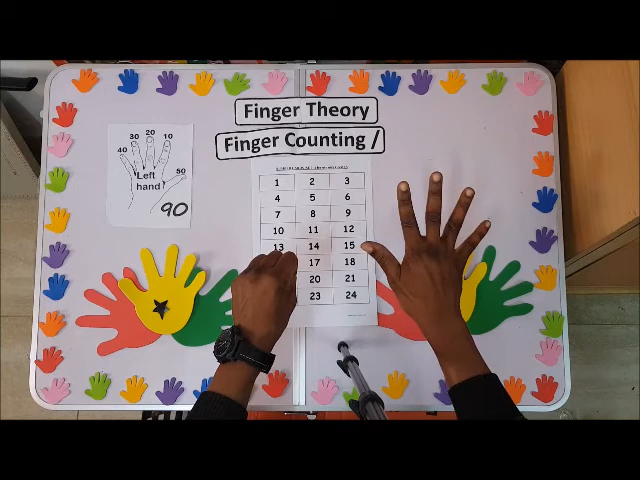 Finger Theory
Finger Counting /
30 20 10
40
50
Left
hand
90
1 2 3
4 5 6
7 8 9
10 11 12
13 14 15
17 18
20 21
23 24